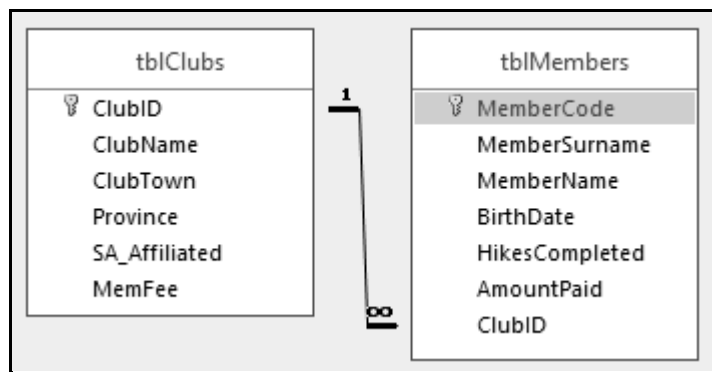 tblClubs
ClubID
ClubName
ClubTown
Province
SA_Affiliated
MemFee
1
∞
tblMembers
MemberCode
MemberSurname
MemberName
BirthDate
HikesCompleted
AmountPaid
ClubID